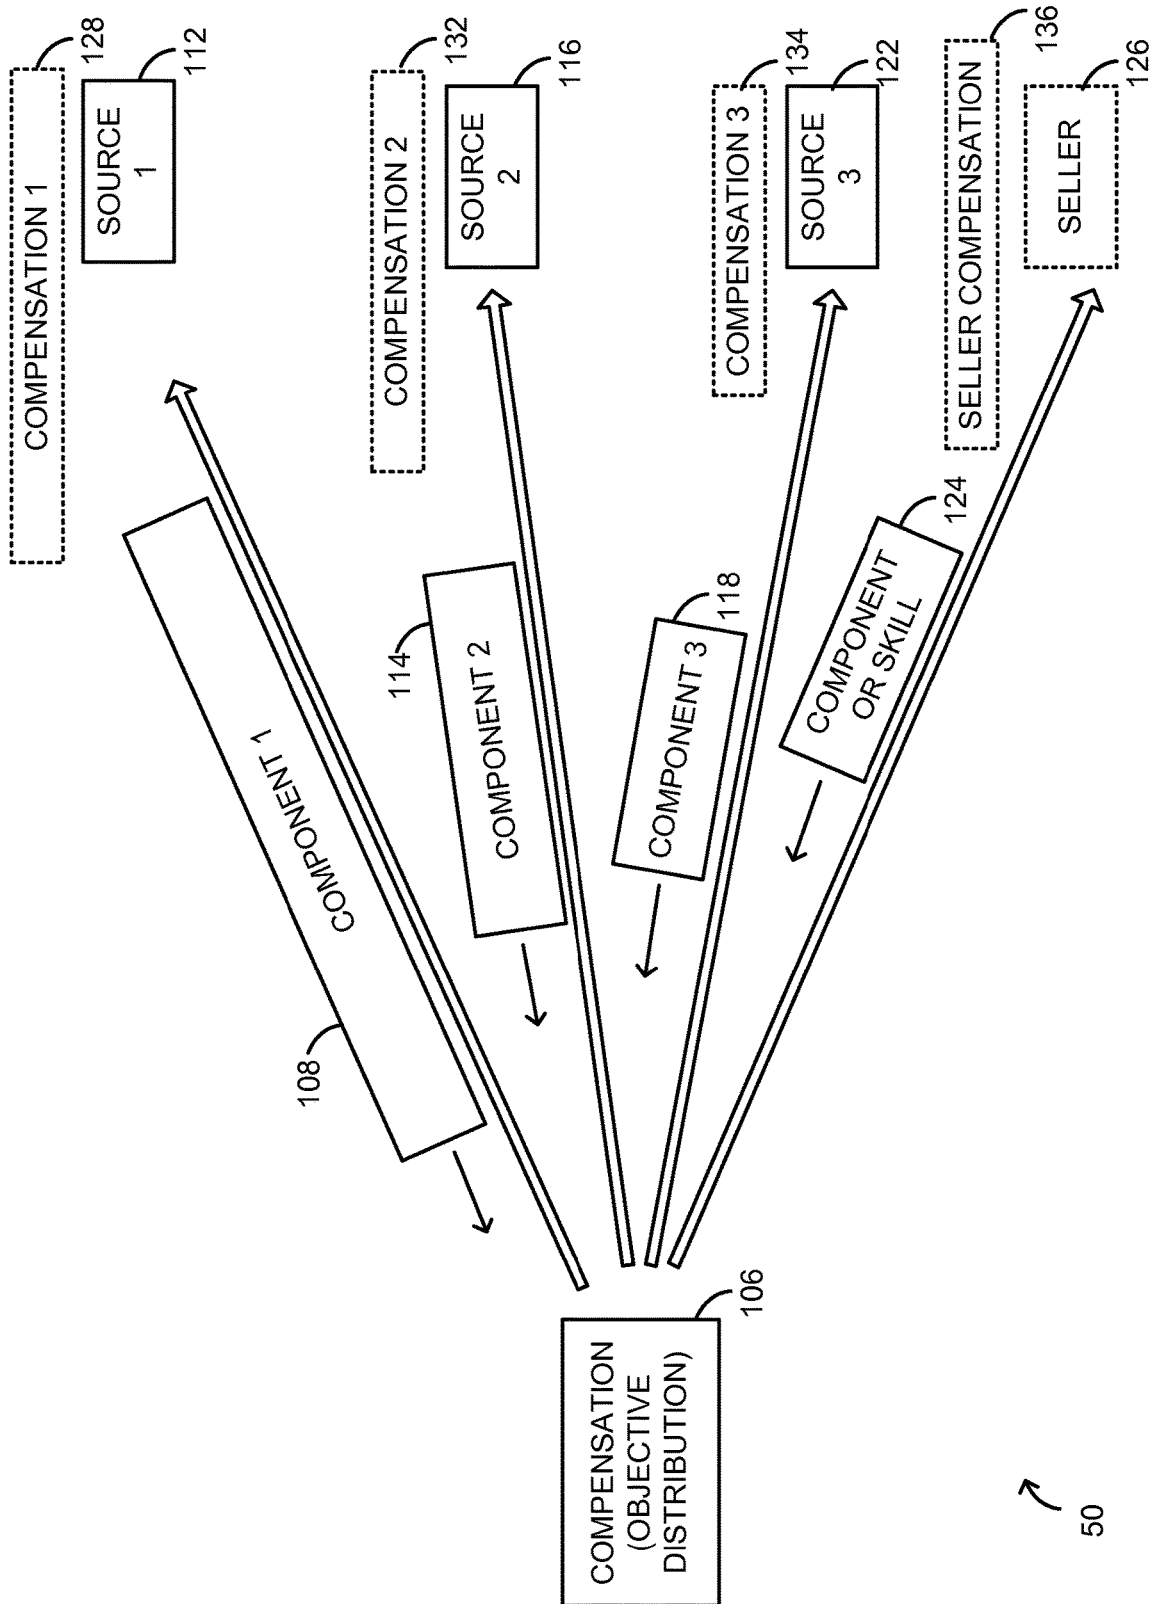 COMPENSATION 1
128
SOURCE
1
112
COMPENSATION 2
132
SOURCE
2
116
COMPENSATION 3
134
SOURCE
3
122
SELLER COMPENSATION
136
SELLER
126
COMPONENT 1
108
COMPONENT 2
114
COMPONENT 3
118
COMPONENT
OR SKILL
124
COMPENSATION
(OBJECTIVE
DISTRIBUTION)
106
50